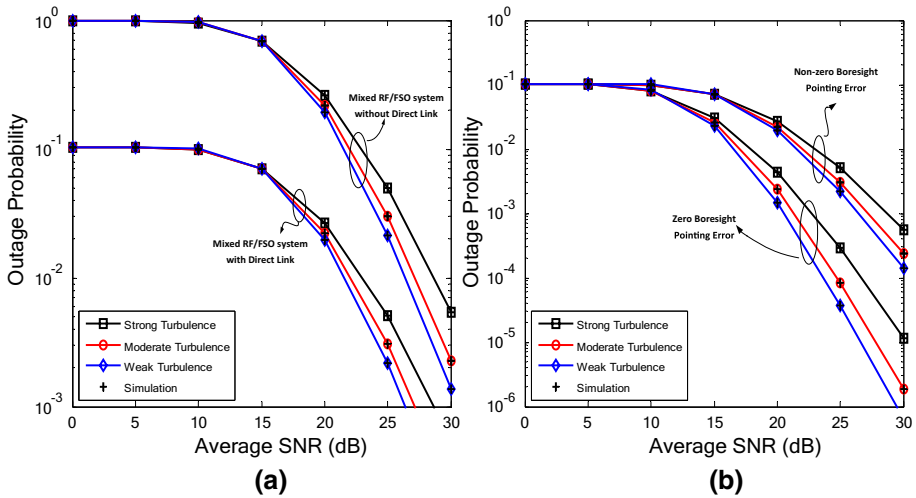 10^0
10^-1
10^-2
10^-3
0 5 10 15 20 25 30
Outage Probability
Average SNR (dB)
Mixed RF/FSO system
without Direct Link
Mixed RF/FSO system
with Direct Link
Strong Turbulence
Moderate Turbulence
Weak Turbulence
Simulation
(a)
10^0
10^-1
10^-2
10^-3
10^-4
10^-5
10^-6
0 5 10 15 20 25 30
Outage Probability
Average SNR (dB)
Non-zero Boresight
Pointing Error
Zero Boresight
Pointing Error
Strong Turbulence
Moderate Turbulence
Weak Turbulence
Simulation
(b)